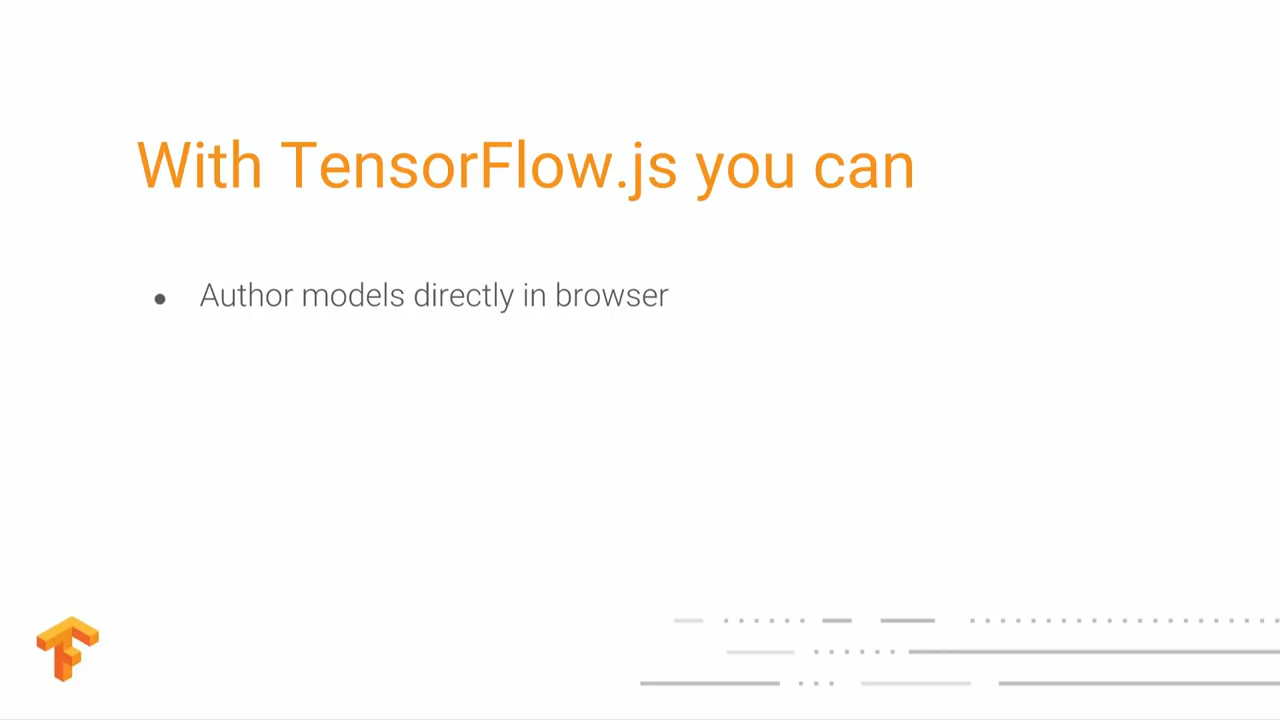 With TensorFlow.js you can
● Author models directly in browser